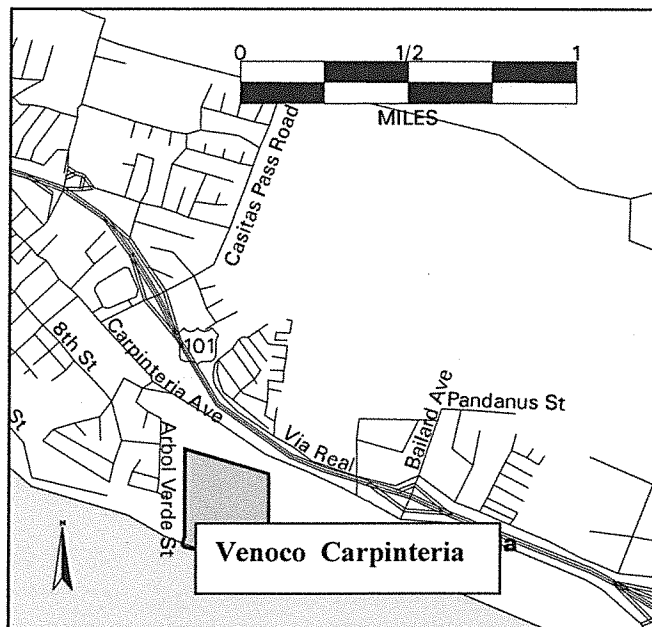 0 1/2 1
MILES
Casitas Pass Road
101
8th St
Carpinteria Ave
Via Real
Bailard Ave
Pandanus St
St
Arbol Verde St
N
Venoco Carpinteria
a